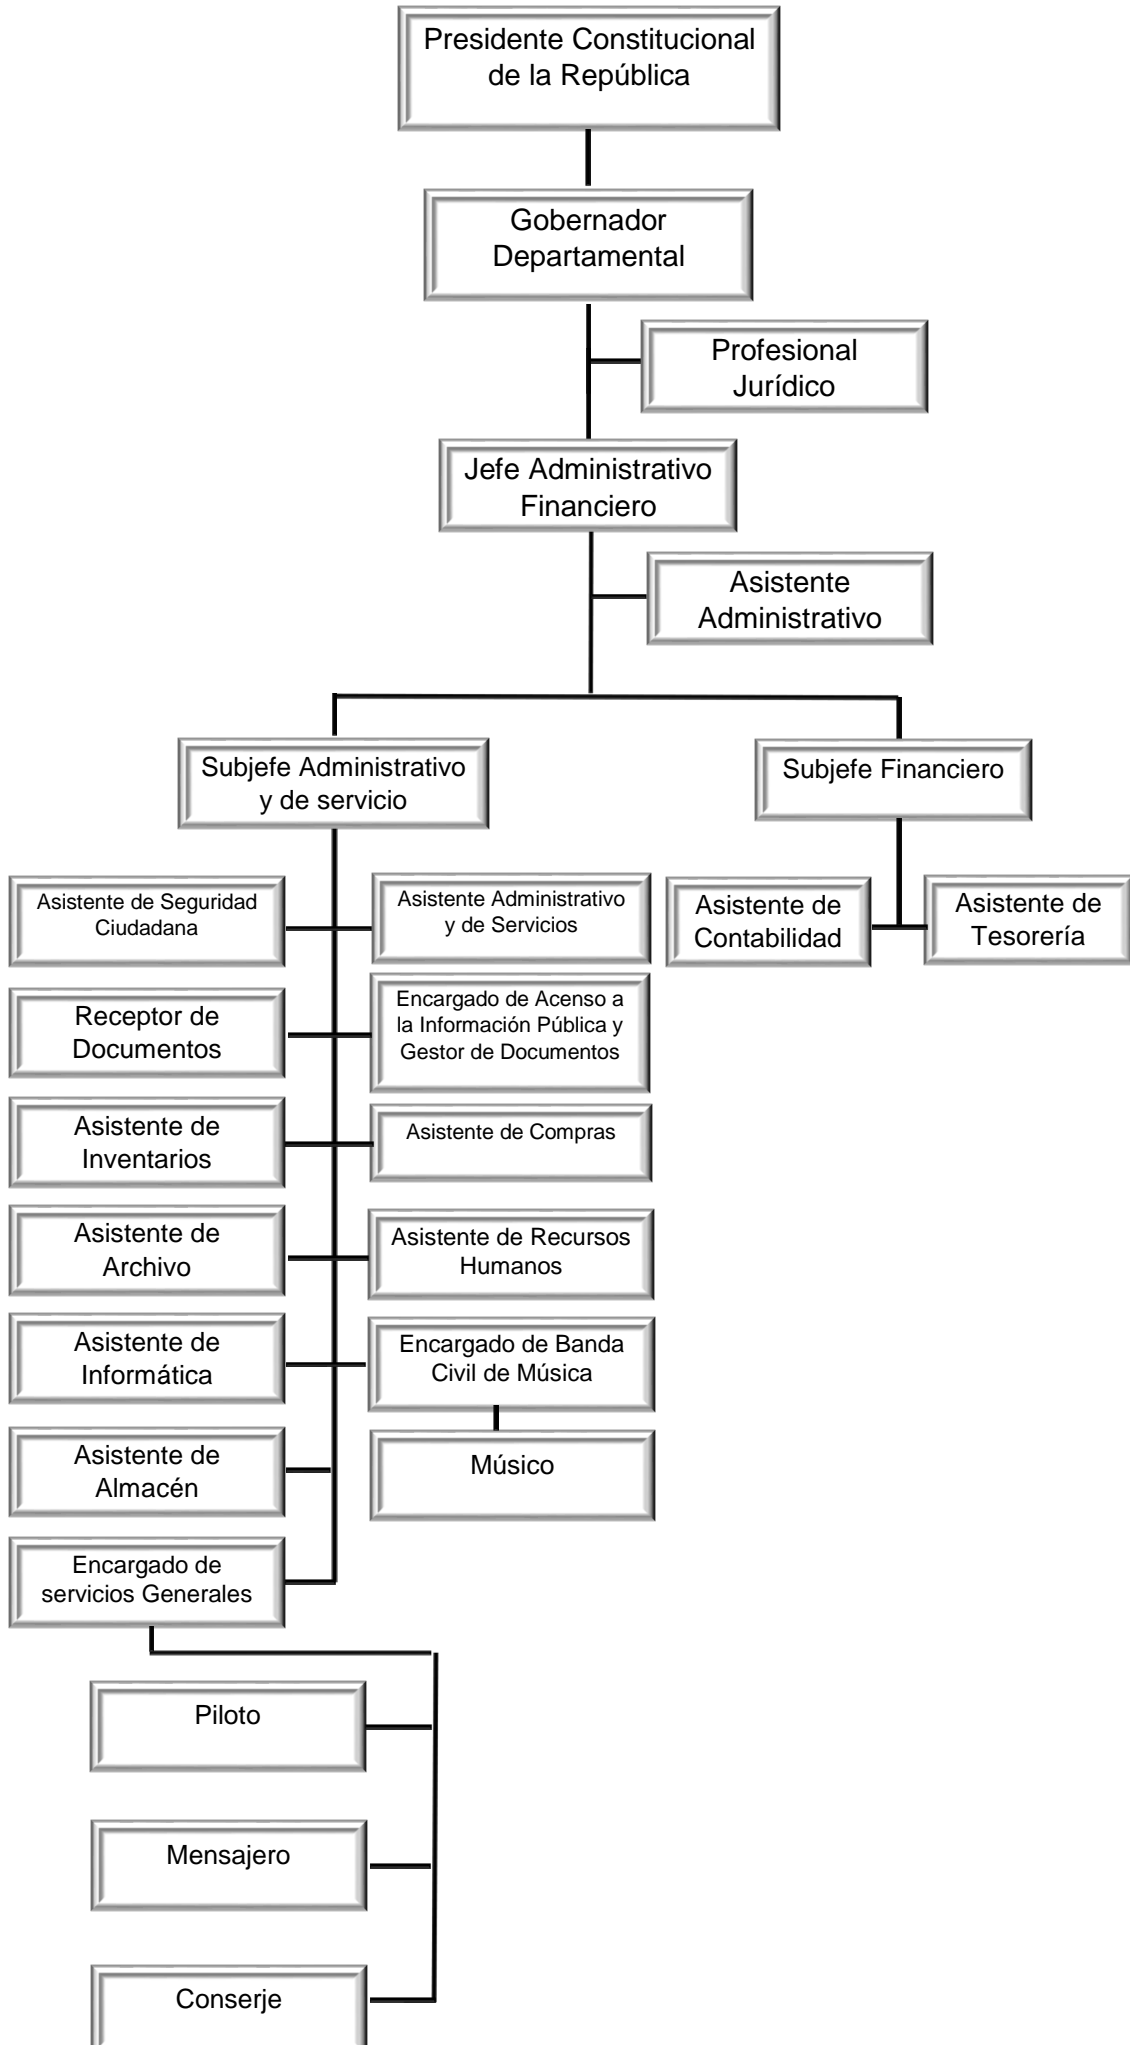 Presidente Constitucional
de la República
Gobernador
Departamental
Profesional
Jurídico
Jefe Administrativo
Financiero
Asistente
Administrativo
Subjefe Administrativo
y de servicio
Subjefe Financiero
Asistente de Seguridad
Ciudadana
Asistente Administrativo
y de Servicios
Asistente de
Contabilidad
Asistente de
Tesorería
Receptor de
Documentos
Encargado de Acenso a
la Información Pública y
Gestor de Documentos
Asistente de
Inventarios
Asistente de Compras
Asistente de
Archivo
Asistente de Recursos
Humanos
Asistente de
Informática
Encargado de Banda
Civil de Música
Asistente de
Almacén
Músico
Encargado de
servicios Generales
Piloto
Mensajero
Conserje